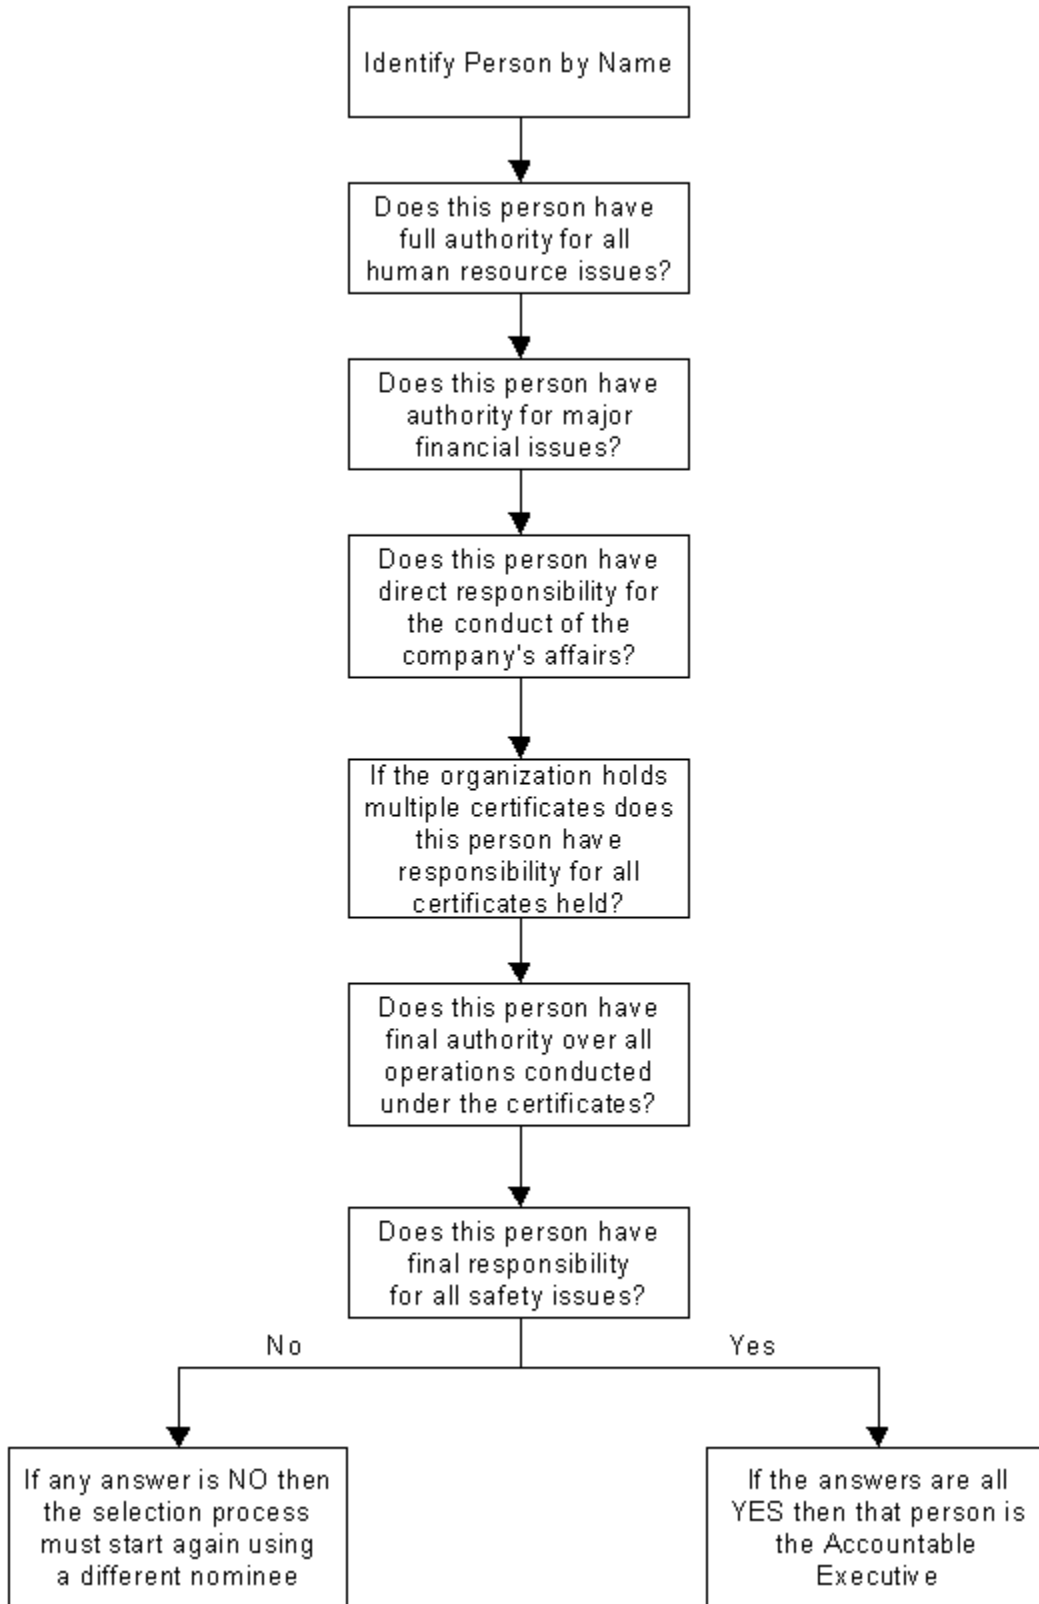 Identify Person by Name
Does this person have
full authority for all
human resource issues?
Does this person have
authority for major
financial issues?
Does this person have
direct responsibility for
the conduct of the
company's affairs?
If the organization holds
multiple certificates does
this person have
responsibility for all
certificates held?
Does this person have
final authority over all
operations conducted
under the certificates?
Does this person have
final responsibility
for all safety issues?
No
Yes
If any answer is NO then
the selection process
must start again using
a different nominee
If the answers are all
YES then that person is
the Accountable
Executive